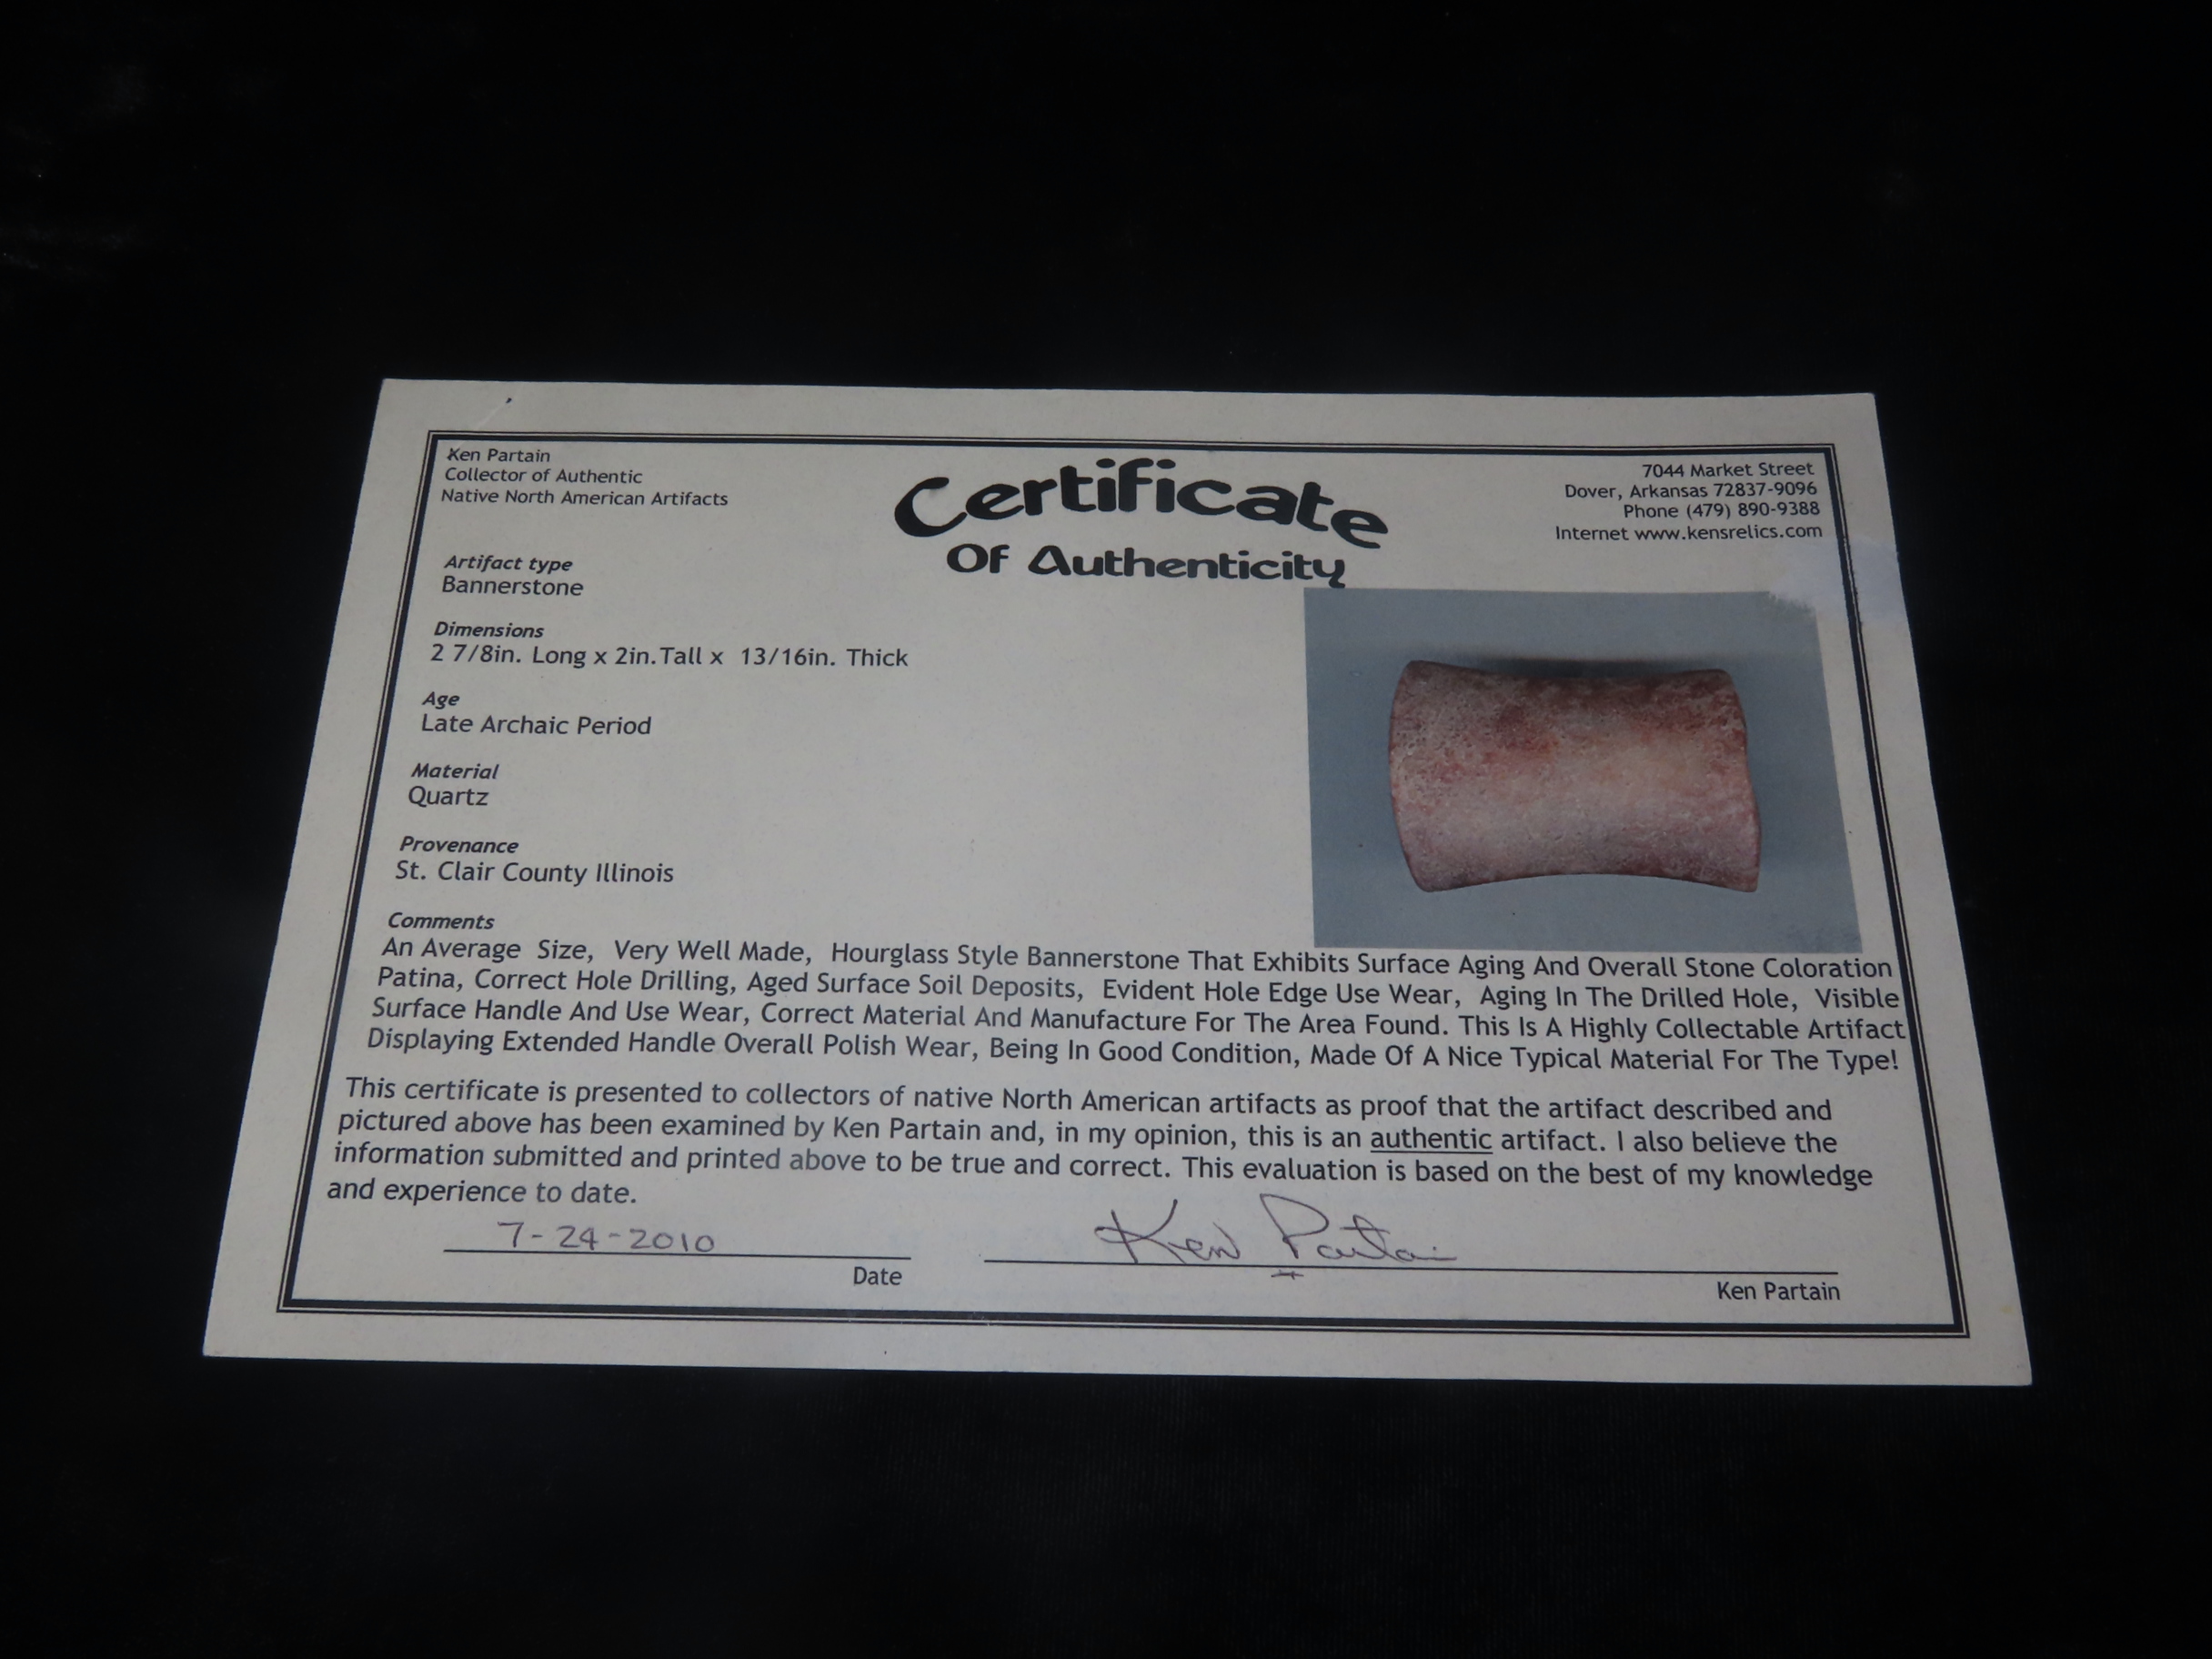 Ken Partain
Collector of Authentic
Native North American Artifacts
Certificate
Of Authenticity
7044 Market Street
Dover, Arkansas 72837-9096
Phone (479) 890-9388
Internet www.kensrelics.com
Artifact type
Bannerstone
Dimensions
2 7/8in. Long x 2in.Tall x 13/16in. Thick
Age
Late Archaic Period
Material
Quartz
Provenance
St. Clair County Illinois
Comments
An Average Size, Very Well Made, Hourglass Style Bannerstone That Exhibits Surface Aging And Overall Stone Coloration
Patina, Correct Hole Drilling, Aged Surface Soil Deposits, Evident Hole Edge Use Wear, Aging In The Drilled Hole, Visible
Surface Handle And Use Wear, Correct Material And Manufacture For The Area Found. This Is A Highly Collectable Artifact
Displaying Extended Handle Overall Polish Wear, Being In Good Condition, Made Of A Nice Typical Material For The Type!
This certificate is presented to collectors of native North American artifacts as proof that the artifact described and
pictured above has been examined by Ken Partain and, in my opinion, this is an authentic artifact. I also believe the
information submitted and printed above to be true and correct. This evaluation is based on the best of my knowledge
and experience to date.
7-24-2010
Ken Partain
Date
Ken Partain